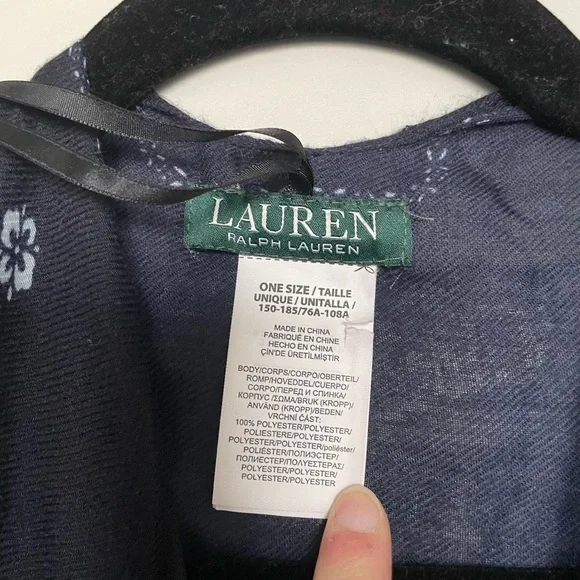 LAUREN
RALPH LAUREN
ONE SIZE / TAILLE
UNIQUE / UNITALLA /
150-185/76A-108A
MADE IN CHINA
FABRIQUÉ EN CHINE
HECHO EN CHINA
ÇİN'DE ÜRETİLMİŞTİR
BODY/CORPS/CORPO/OBERTEIL/
ROMP/HOVEDDEL/CUERPO/
CORPO/ПЕРЕД И СПИНКА/
КОРПУС /ΣΩΜΑ/BRUK (KROPP)/
ANVÄND (KROPP)/BEDEN/
VRCHNÍ ČÁST:
100% POLYESTER/POLYESTER/
POLIESTERE/POLYESTER/
POLYESTER/POLYESTER/poliéster/
POLIÉSTER/ПОЛИЭСТЕР/
ПОЛИЕСТЕР/ΠΟΛΥΕΣΤΕΡΑΣ/
POLYESTER/POLYESTER/
POLYESTER/POLYESTER